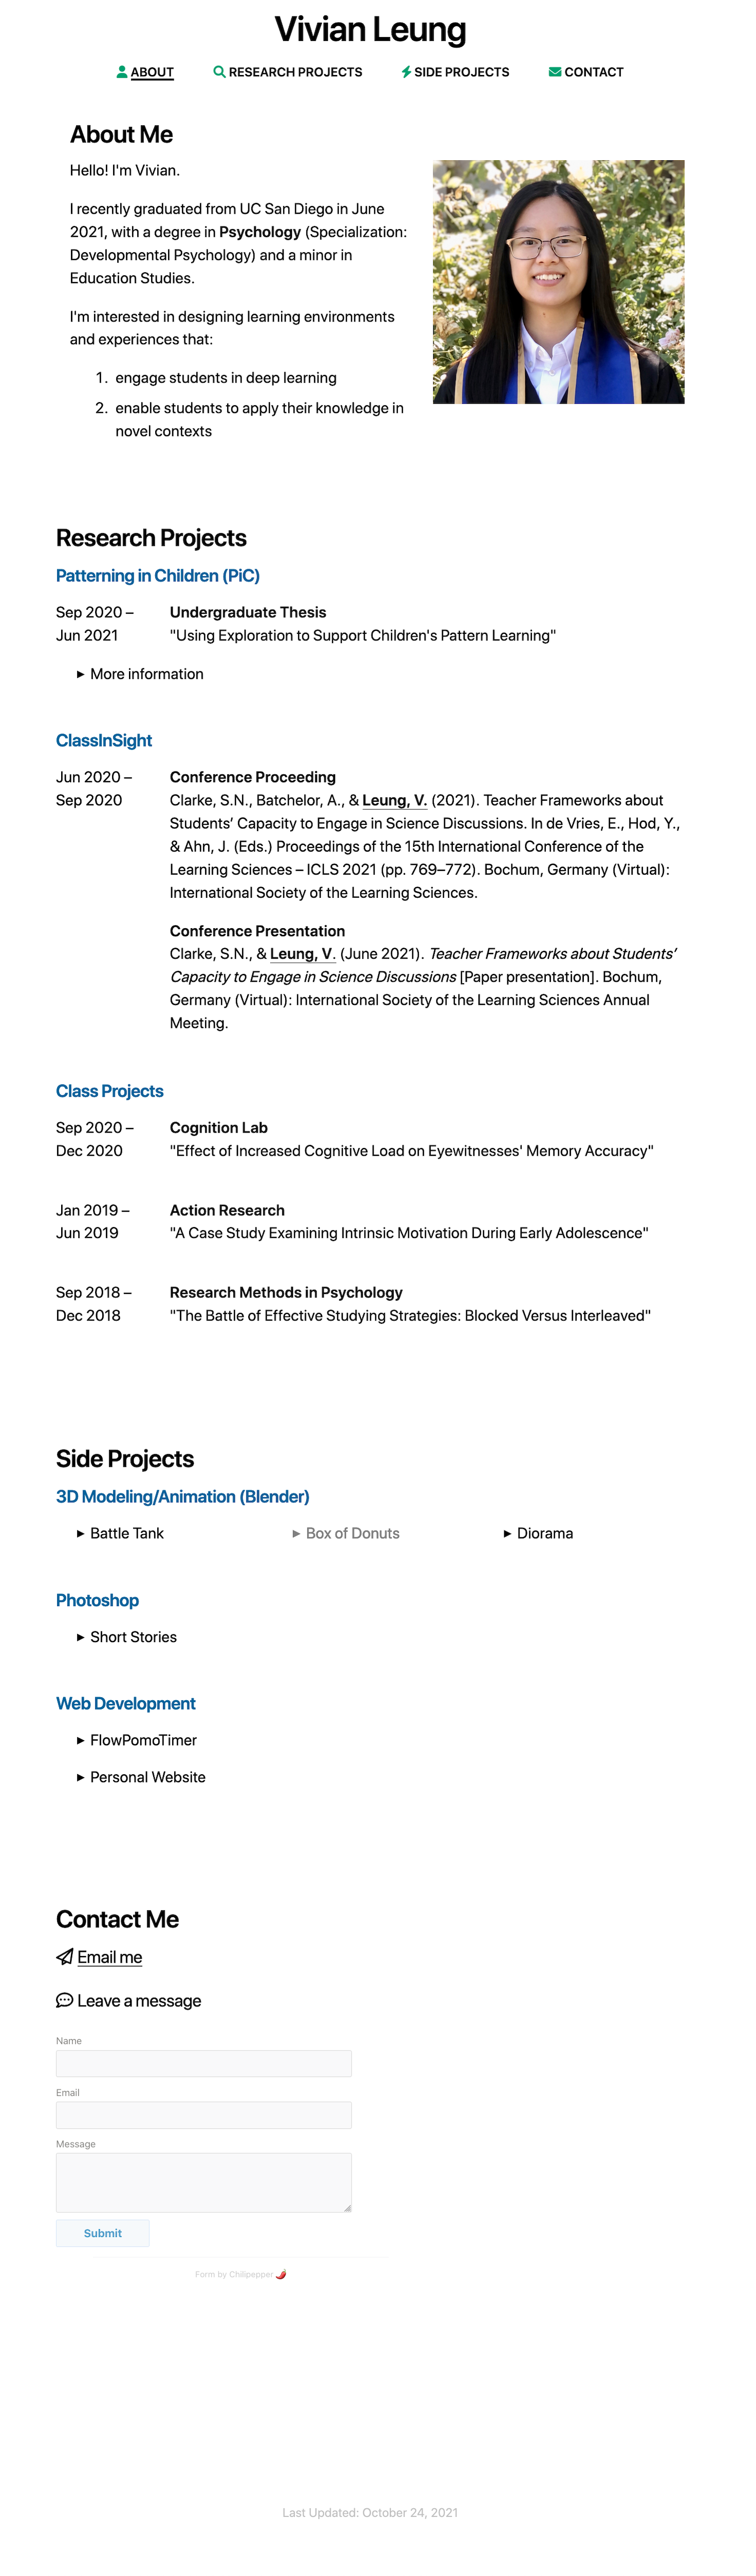 Vivian Leung
ABOUT
RESEARCH PROJECTS
SIDE PROJECTS
CONTACT
About Me
Hello! I'm Vivian.
I recently graduated from UC San Diego in June
2021, with a degree in Psychology (Specialization:
Developmental Psychology) and a minor in
Education Studies.
I'm interested in designing learning environments
and experiences that:
1. engage students in deep learning
2. enable students to apply their knowledge in
novel contexts
Research Projects
Patterning in Children (PiC)
Sep 2020 –
Jun 2021
Undergraduate Thesis
"Using Exploration to Support Children's Pattern Learning"
▸ More information
ClassInSight
Jun 2020 –
Sep 2020
Conference Proceeding
Clarke, S.N., Batchelor, A., & Leung, V. (2021). Teacher Frameworks about
Students’ Capacity to Engage in Science Discussions. In de Vries, E., Hod, Y.,
& Ahn, J. (Eds.) Proceedings of the 15th International Conference of the
Learning Sciences – ICLS 2021 (pp. 769–772). Bochum, Germany (Virtual):
International Society of the Learning Sciences.
Conference Presentation
Clarke, S.N., & Leung, V. (June 2021). Teacher Frameworks about Students’
Capacity to Engage in Science Discussions [Paper presentation]. Bochum,
Germany (Virtual): International Society of the Learning Sciences Annual
Meeting.
Class Projects
Sep 2020 –
Dec 2020
Cognition Lab
"Effect of Increased Cognitive Load on Eyewitnesses' Memory Accuracy"
Jan 2019 –
Jun 2019
Action Research
"A Case Study Examining Intrinsic Motivation During Early Adolescence"
Sep 2018 –
Dec 2018
Research Methods in Psychology
"The Battle of Effective Studying Strategies: Blocked Versus Interleaved"
Side Projects
3D Modeling/Animation (Blender)
▸ Battle Tank
▸ Box of Donuts
▸ Diorama
Photoshop
▸ Short Stories
Web Development
▸ FlowPomoTimer
▸ Personal Website
Contact Me
Email me
Leave a message
Name
Email
Message
Submit
Form by Chilipepper
Last Updated: October 24, 2021